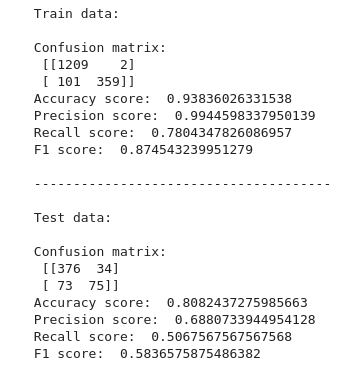 Train data:
Confusion matrix:
[[1209    2]
[ 101  359]]
Accuracy score:  0.93836026331538
Precision score:  0.9944598337950139
Recall score:  0.7804347826086957
F1 score:  0.874543239951279
--------------------------------------
Test data:
Confusion matrix:
[[376  34]
[ 73  75]]
Accuracy score:  0.8082437275985663
Precision score:  0.6880733944954128
Recall score:  0.5067567567567568
F1 score:  0.5836575875486382